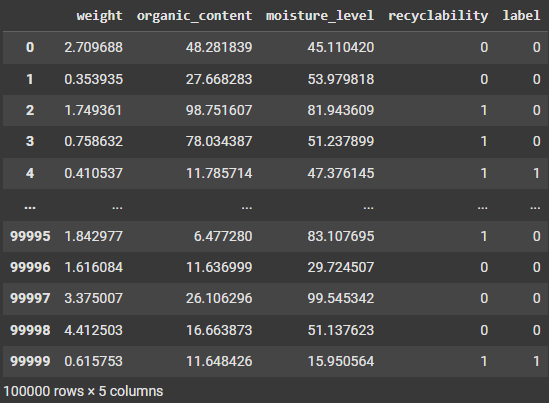 weight organic_content moisture_level recyclability label
0 2.709688 48.281839 45.110420 0 0
1 0.353935 27.668283 53.979818 0 0
2 1.749361 98.751607 81.943609 1 0
3 0.758632 78.034387 51.237899 1 0
4 0.410537 11.785714 47.376145 1 1
... ... ... ... ... ...
99995 1.842977 6.477280 83.107695 1 0
99996 1.616084 11.636999 29.724507 0 0
99997 3.375007 26.106296 99.545342 0 0
99998 4.412503 16.663873 51.137623 0 0
99999 0.615753 11.648426 15.950564 1 1
100000 rows × 5 columns